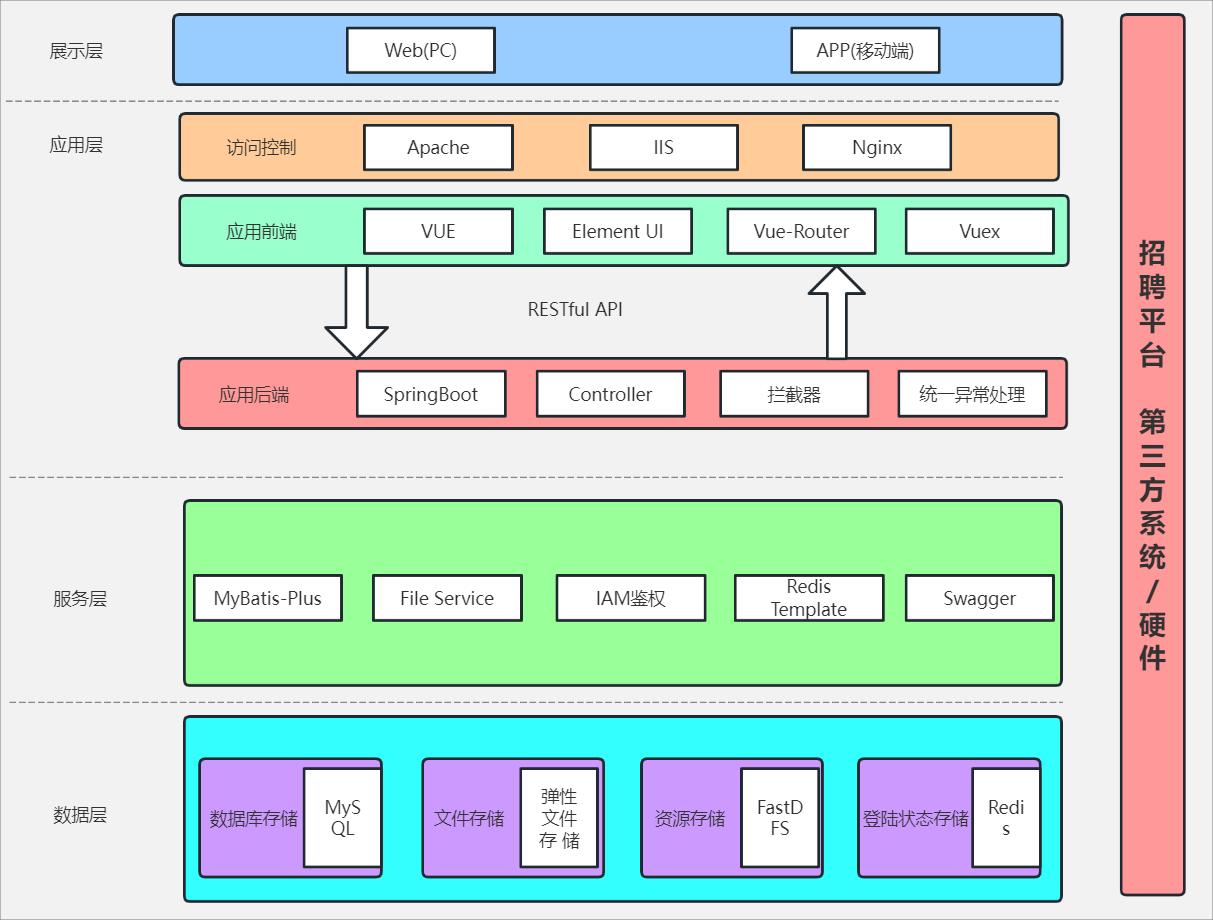 展示层
Web(PC)
APP(移动端)
应用层
访问控制
Apache
IIS
Nginx
应用前端
VUE
Element UI
Vue-Router
Vuex
RESTful API
应用后端
SpringBoot
Controller
拦截器
统一异常处理
服务层
MyBatis-Plus
File Service
IAM鉴权
Redis
Template
Swagger
数据层
数据库存储
MyS
QL
文件存储
弹性
文件
存 储
资源存储
FastD
FS
登陆状态存储
Redi
s
招聘平台 第三方系统/硬件